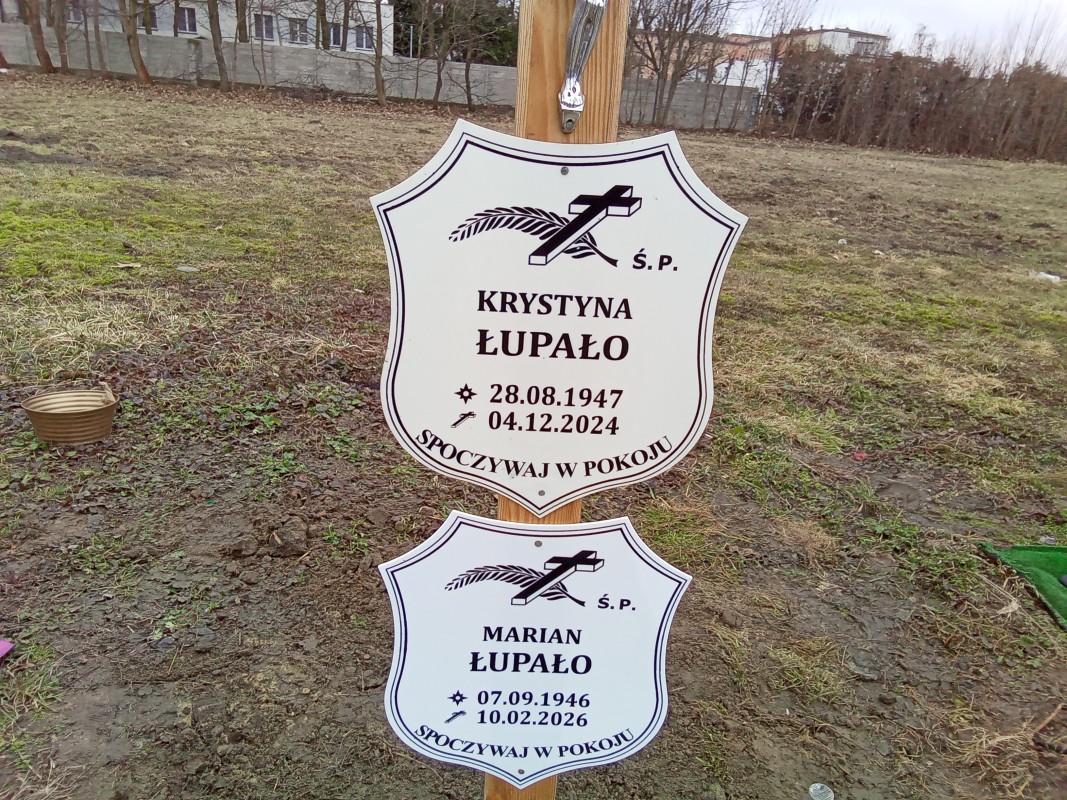 Ś.P.
KRYSTYNA
ŁUPAŁO
28.08.1947
04.12.2024
SPOCZYWAJ W POKOJU
Ś.P.
MARIAN
ŁUPAŁO
07.09.1946
10.02.2026
SPOCZYWAJ W POKOJU